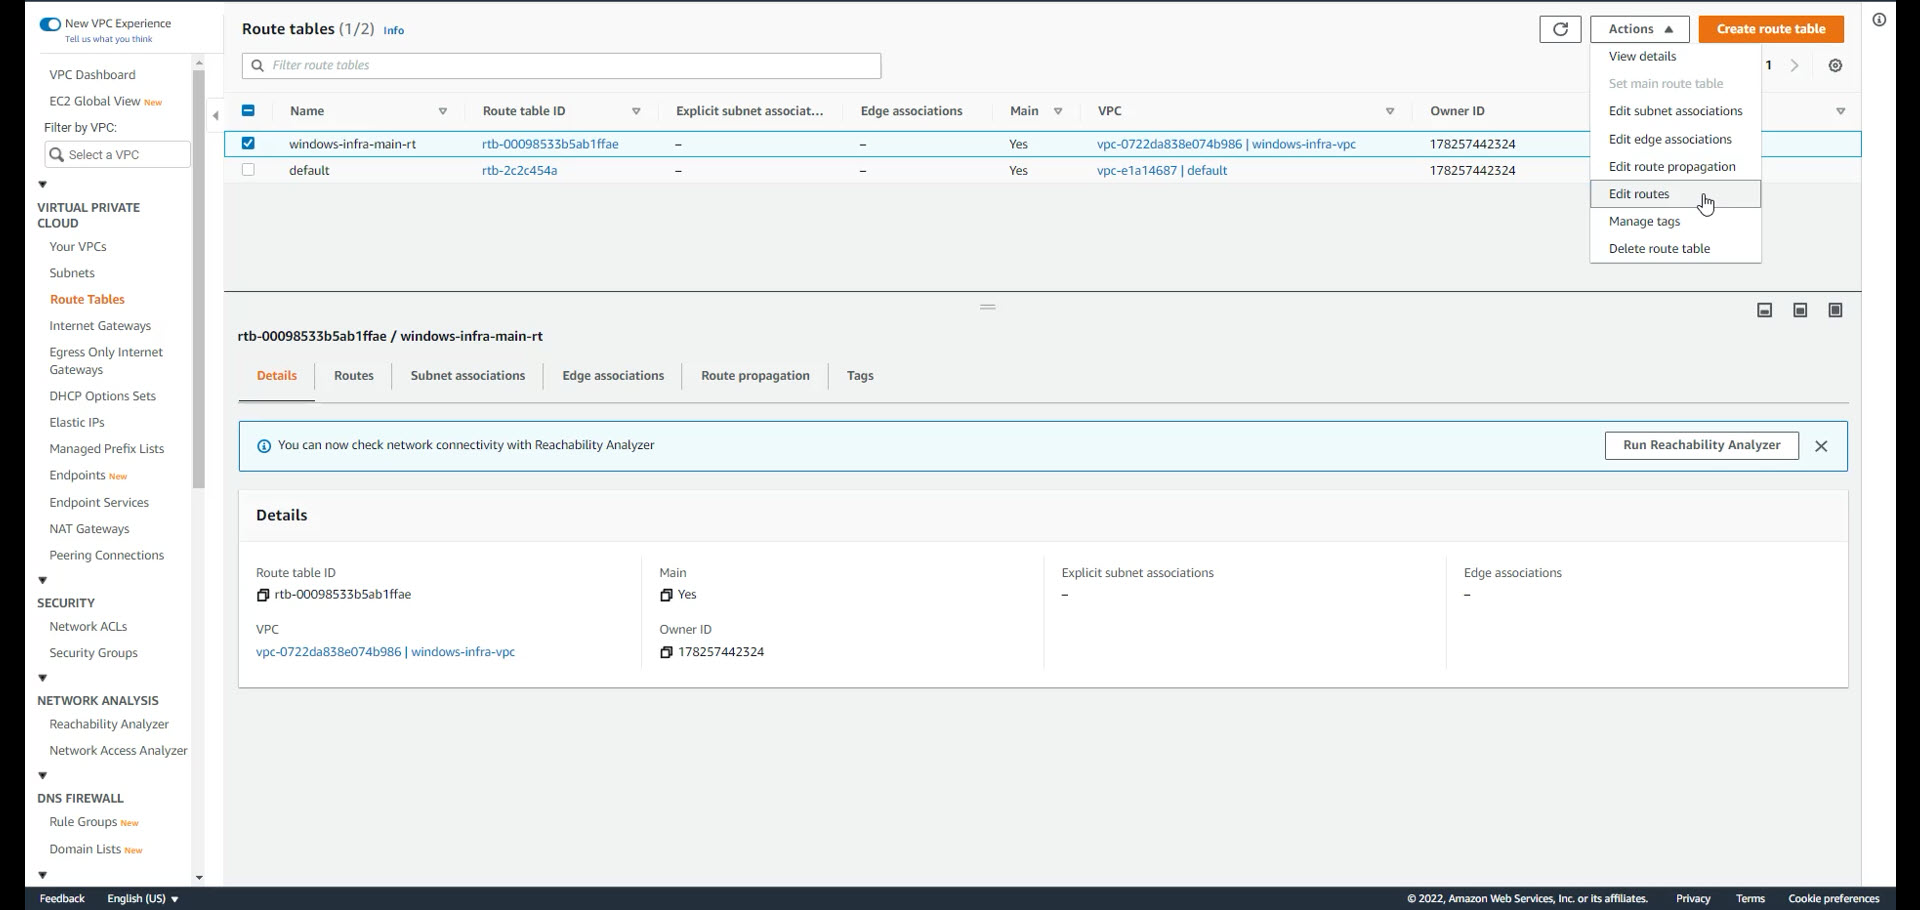 New VPC Experience
Tell us what you think
VPC Dashboard
EC2 Global View New
Filter by VPC:
Select a VPC
VIRTUAL PRIVATE
CLOUD
Your VPCs
Subnets
Route Tables
Internet Gateways
Egress Only Internet
Gateways
DHCP Options Sets
Elastic IPs
Managed Prefix Lists
Endpoints New
Endpoint Services
NAT Gateways
Peering Connections
SECURITY
Network ACLs
Security Groups
NETWORK ANALYSIS
Reachability Analyzer
Network Access Analyzer
DNS FIREWALL
Rule Groups New
Domain Lists New
Route tables (1/2) Info
Actions
Create route table
Filter route tables
1
View details
Set main route table
Edit subnet associations
Edit edge associations
Edit route propagation
Edit routes
Manage tags
Delete route table
Name Route table ID Explicit subnet associat... Edge associations Main VPC Owner ID
windows-infra-main-rt rtb-00098533b5ab1ffae – – Yes vpc-0722da838e074b986 | windows-infra-vpc 178257442324
default rtb-2c2c454a – – Yes vpc-e1a14687 | default 178257442324
rtb-00098533b5ab1ffae / windows-infra-main-rt
Details Routes Subnet associations Edge associations Route propagation Tags
You can now check network connectivity with Reachability Analyzer
Run Reachability Analyzer
Details
Route table ID
rtb-00098533b5ab1ffae
Main
Yes
Explicit subnet associations
–
Edge associations
–
VPC
vpc-0722da838e074b986 | windows-infra-vpc
Owner ID
178257442324
Feedback English (US) © 2022, Amazon Web Services, Inc. or its affiliates. Privacy Terms Cookie preferences